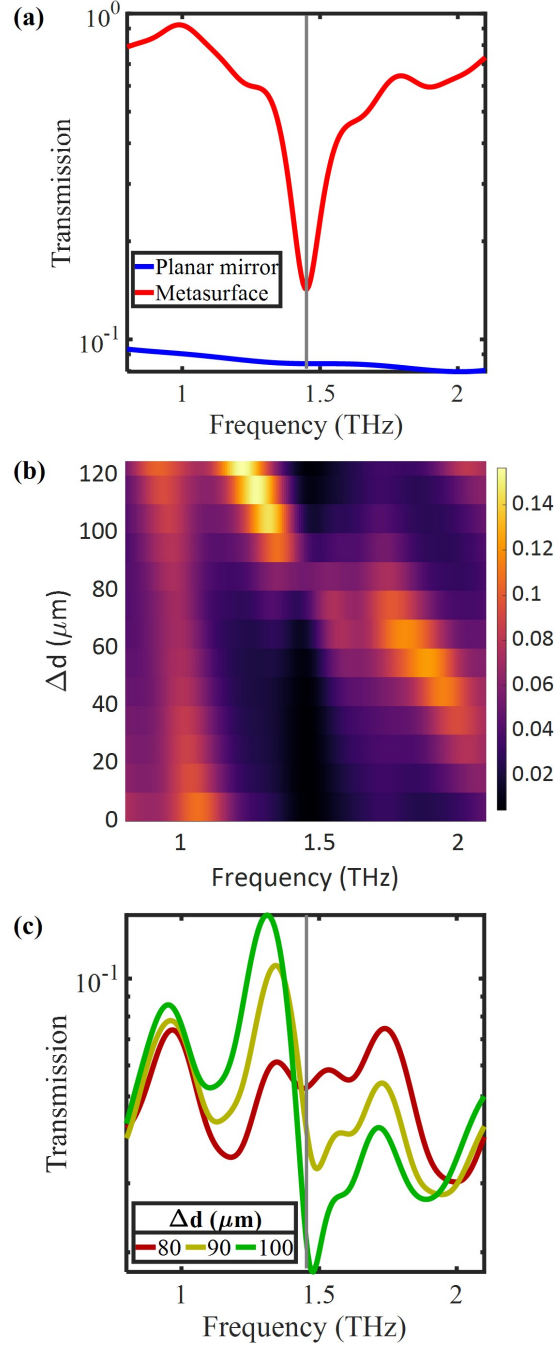 (a)
10⁰
Transmission
Planar mirror
Metasurface
10⁻¹
1
1.5
2
Frequency (THz)
(b)
120
100
80
60
40
20
0
Δd (μm)
0.14
0.12
0.1
0.08
0.06
0.04
0.02
1
1.5
2
Frequency (THz)
(c)
10⁻¹
Transmission
Δd (μm)
80 90 100
1
1.5
2
Frequency (THz)